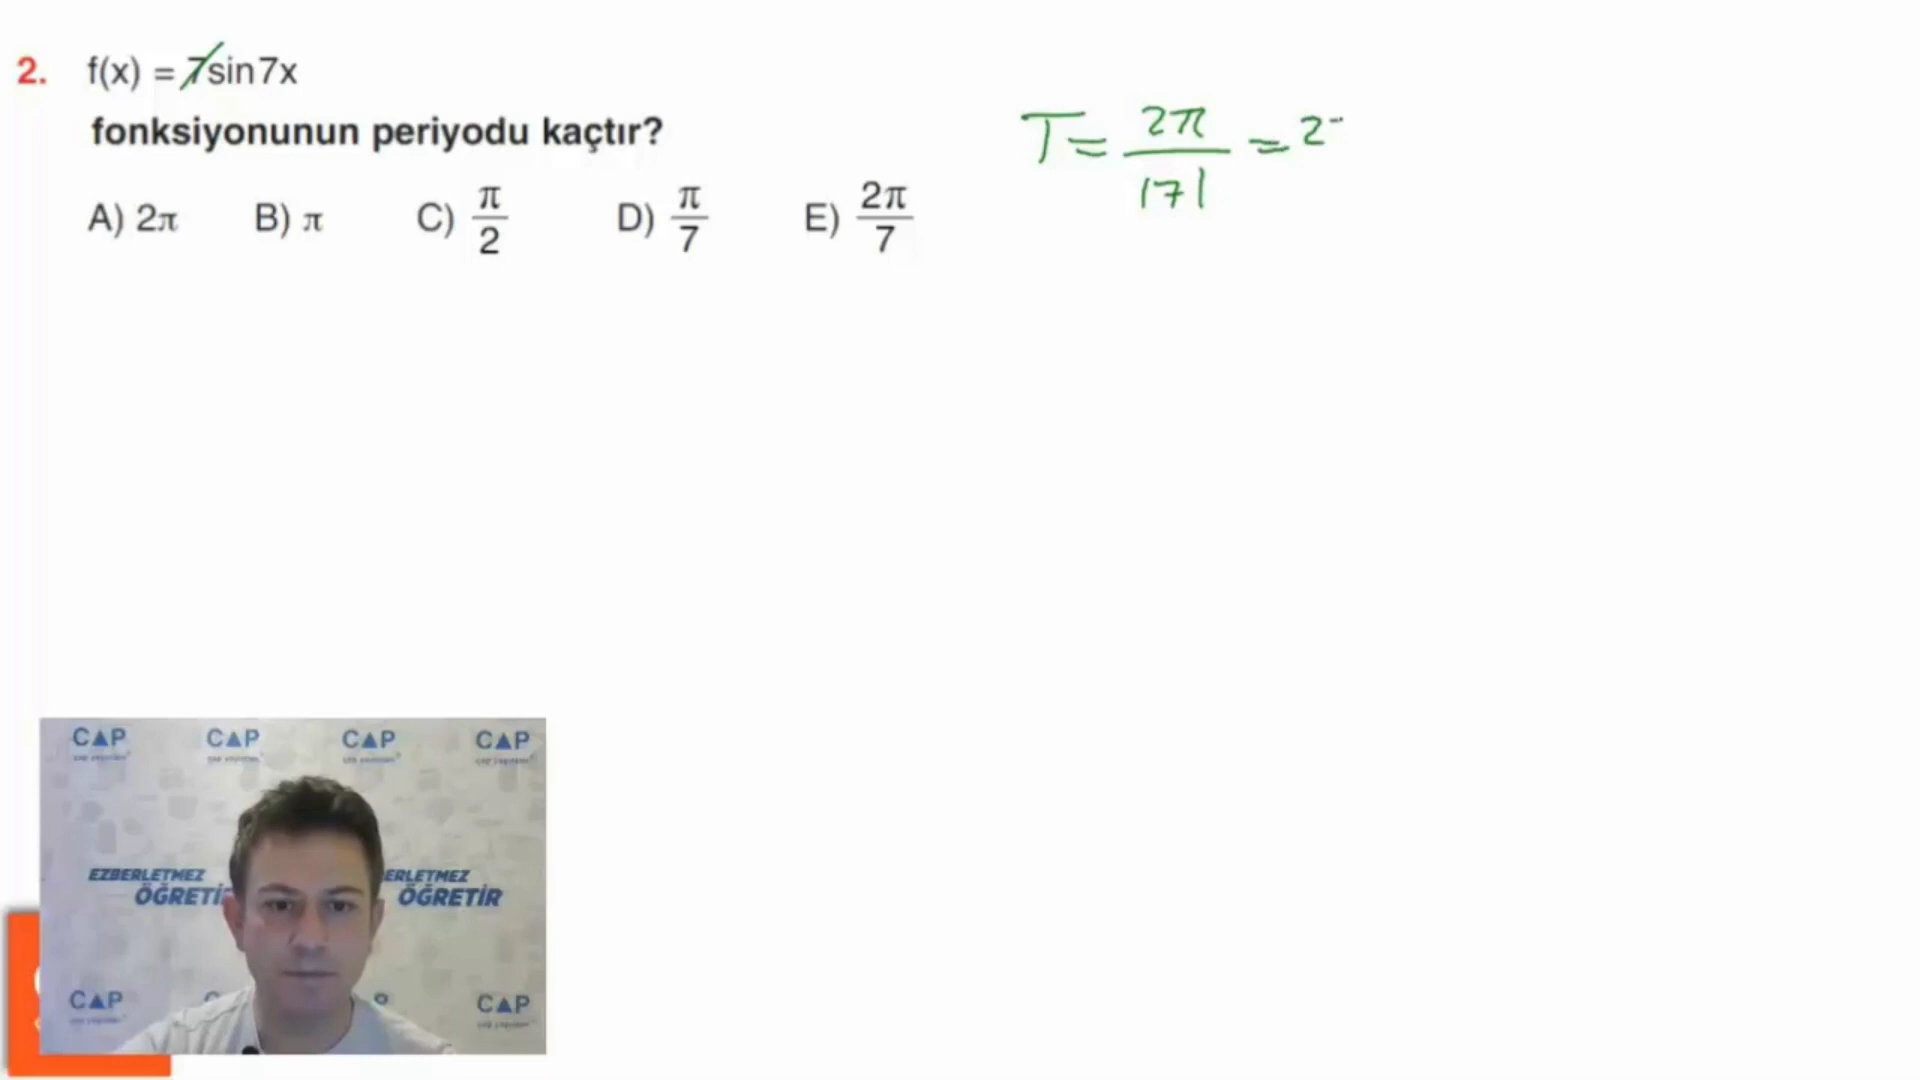 2. f(x) = 7sin7x
fonksiyonunun periyodu kaçtır?
A) 2π B) π C) π/2 D) π/7 E) 2π/7
T = 2π/|7| = 2
CAP CAP CAP CAP
EZBERLETMEZ ERLETMEZ
ÖĞRETİ ÖĞRETİR
CAP CAP